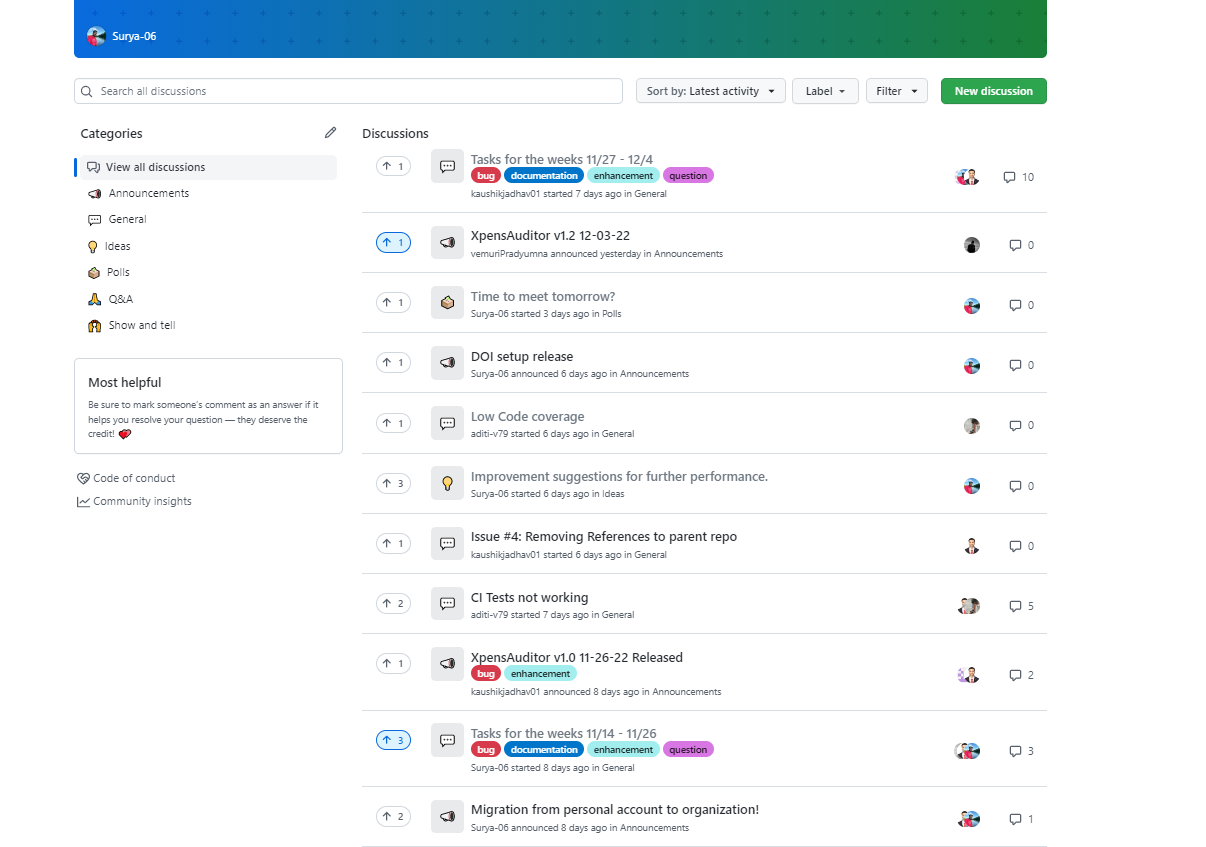 Surya-06
Search all discussions
Sort by: Latest activity
Label
Filter
New discussion
Categories
View all discussions
Announcements
General
Ideas
Polls
Q&A
Show and tell
Most helpful
Be sure to mark someone's comment as an answer if it
helps you resolve your question — they deserve the
credit! 💕
Code of conduct
Community insights
Discussions
1
Tasks for the weeks 11/27 - 12/4
bug documentation enhancement question
kaushikjadhav01 started 7 days ago in General
10
1
XpensAuditor v1.2 12-03-22
vemuriPradyumna announced yesterday in Announcements
0
1
Time to meet tomorrow?
Surya-06 started 3 days ago in Polls
0
1
DOI setup release
Surya-06 announced 6 days ago in Announcements
0
1
Low Code coverage
aditi-v79 started 6 days ago in General
0
3
Improvement suggestions for further performance.
Surya-06 started 6 days ago in Ideas
0
1
Issue #4: Removing References to parent repo
kaushikjadhav01 started 6 days ago in General
0
2
CI Tests not working
aditi-v79 started 7 days ago in General
5
1
XpensAuditor v1.0 11-26-22 Released
bug enhancement
kaushikjadhav01 announced 8 days ago in Announcements
2
3
Tasks for the weeks 11/14 - 11/26
bug documentation enhancement question
Surya-06 started 8 days ago in General
3
2
Migration from personal account to organization!
Surya-06 announced 8 days ago in Announcements
1